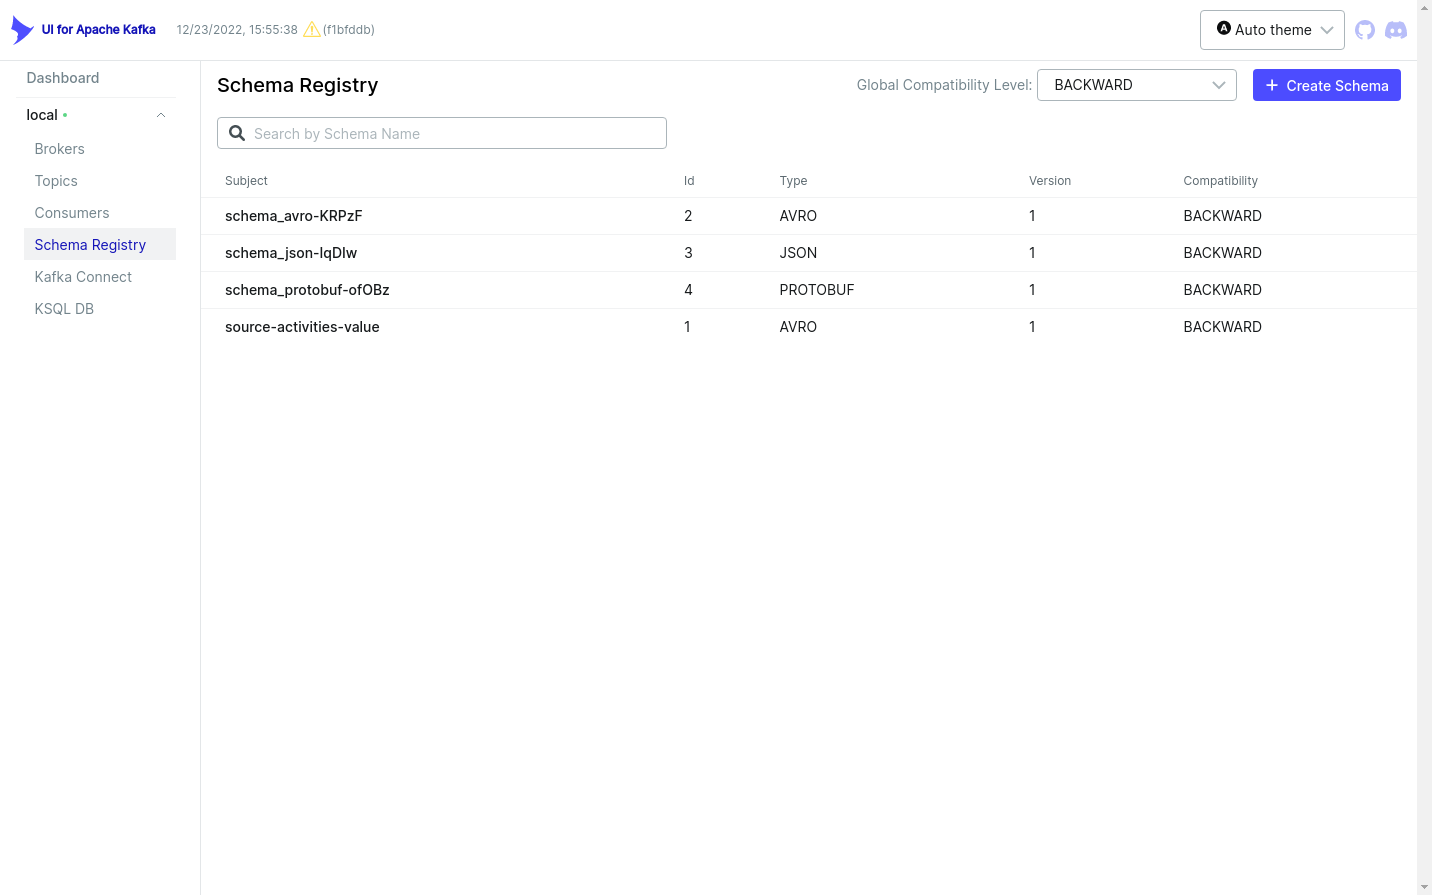 UI for Apache Kafka 12/23/2022, 15:55:38 (f1bfddb) A Auto theme
Dashboard
local
Brokers
Topics
Consumers
Schema Registry
Kafka Connect
KSQL DB
Schema Registry Global Compatibility Level: BACKWARD + Create Schema
Search by Schema Name
Subject Id Type Version Compatibility
schema_avro-KRPzF 2 AVRO 1 BACKWARD
schema_json-IqDIw 3 JSON 1 BACKWARD
schema_protobuf-ofOBz 4 PROTOBUF 1 BACKWARD
source-activities-value 1 AVRO 1 BACKWARD